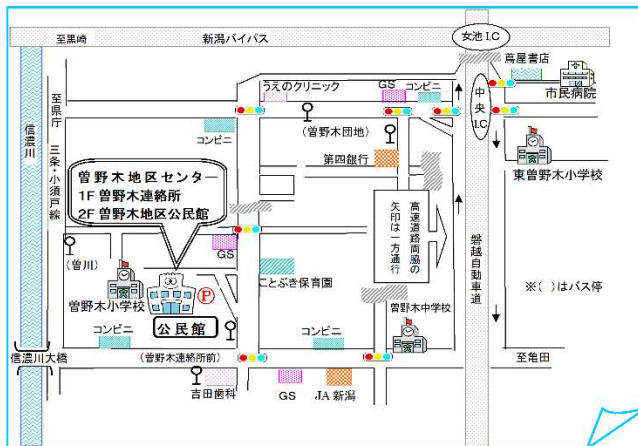 女池I.C
至黒崎
新潟バイパス
蔦屋書店
市民病院
うえのクリニック
GS
コンビニ
中央I.C
至県庁
三条・小須戸線
信濃川
コンビニ
(曽野木団地)
第四銀行
東曽野木小学校
曽野木地区センター
1F 曽野木連絡所
2F 曽野木地区公民館
高速道路両脇の
矢印は一方通行
磐越自動車道
(曽川)
GS
ことぶき保育園
※( )はバス停
曽野木小学校
P
公民館
曽野木中学校
コンビニ
コンビニ
信濃川大橋
(曽野木連絡所前)
至亀田
吉田歯科
GS
JA新潟